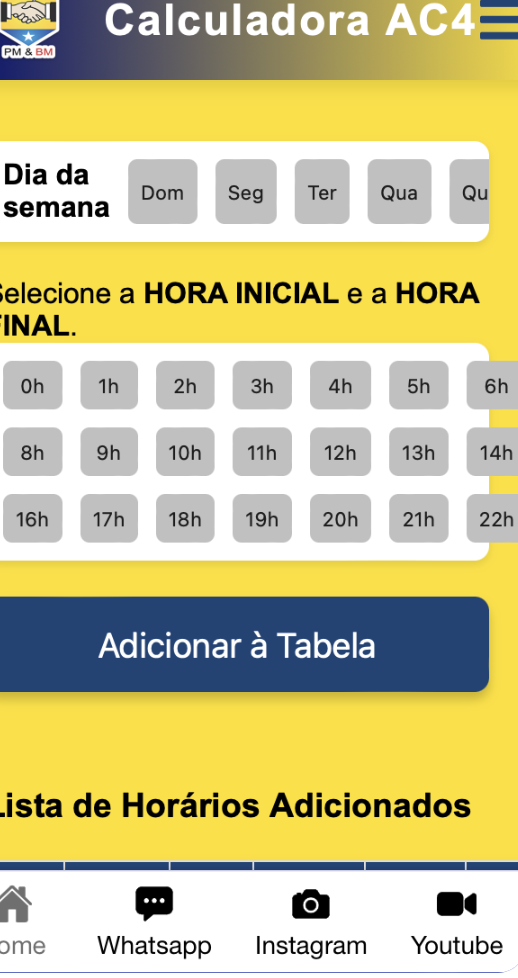 Calculadora AC4
PM & BM
Dia da
semana
Dom Seg Ter Qua Qu
Selecione a HORA INICIAL e a HORA
FINAL.
0h 1h 2h 3h 4h 5h 6h
8h 9h 10h 11h 12h 13h 14h
16h 17h 18h 19h 20h 21h 22h
Adicionar à Tabela
Lista de Horários Adicionados
ome Whatsapp Instagram Youtube